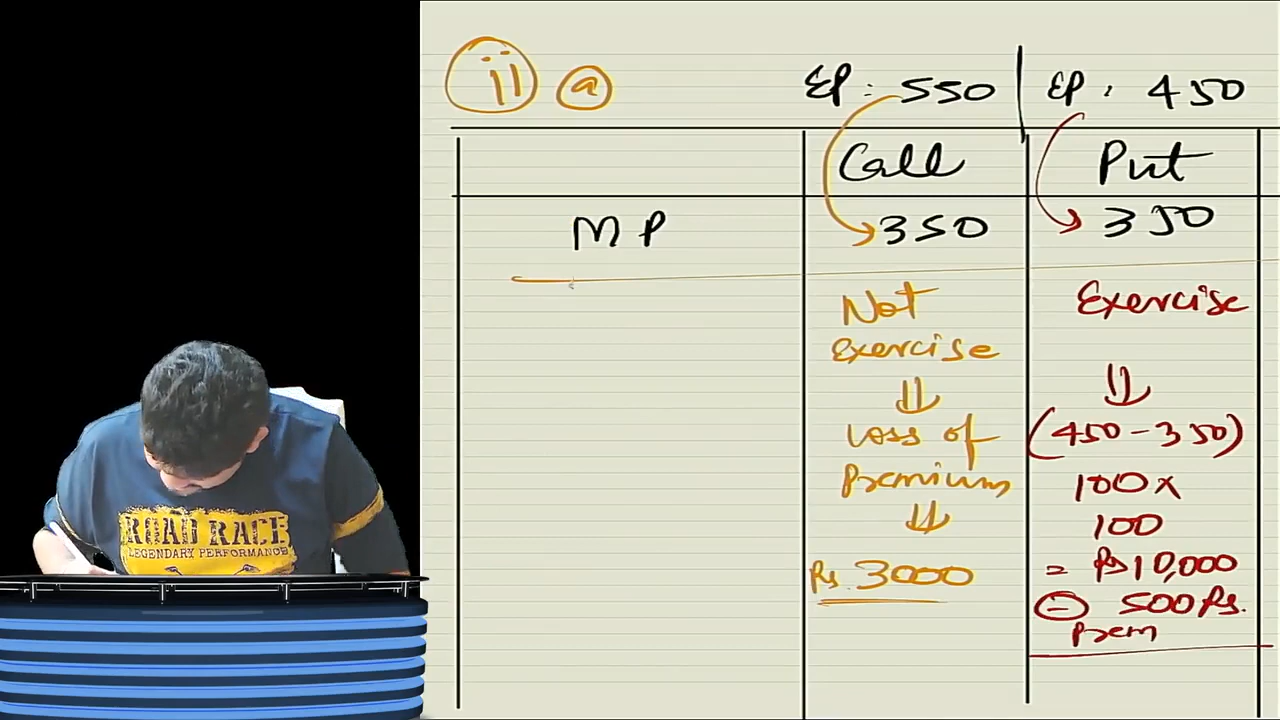 ii a EP : 550 EP : 450
Call Put
MP 350 350
Not
Exercise
⇓
Loss of
Premium
⇓
Rs. 3000
Exercise
⇓
(450 - 350)
100 x
100
= Rs 10,000
⊖ 500 Rs.
Prem
ROAD RACE
LEGENDARY PERFORMANCE